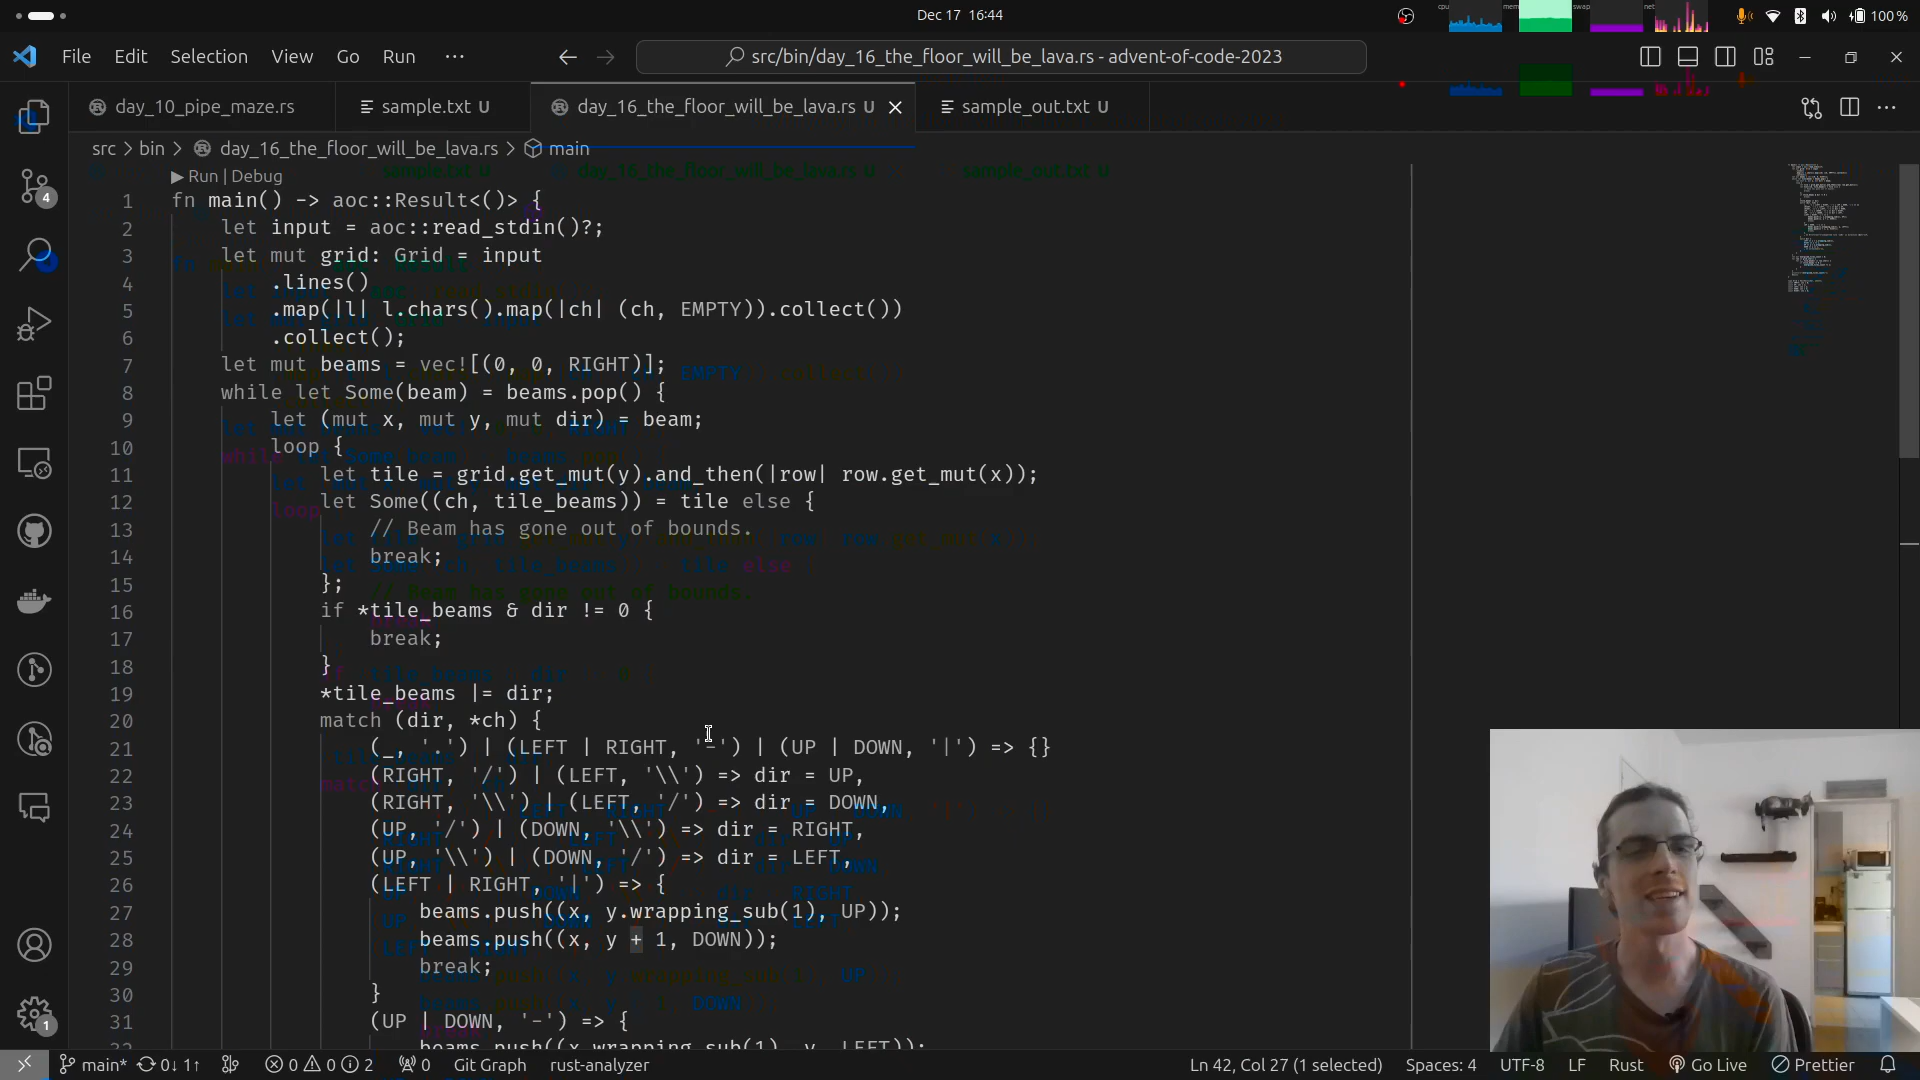 Dec 17 16:44
cpu mem swap net
100 %
File Edit Selection View Go Run ···
src/bin/day_16_the_floor_will_be_lava.rs - advent-of-code-2023
day_10_pipe_maze.rs sample.txt U day_16_the_floor_will_be_lava.rs U sample_out.txt U
src > bin > day_16_the_floor_will_be_lava.rs > main
Run | Debug
1 fn main() -> aoc::Result<()> {
2 let input = aoc::read_stdin()?;
3 let mut grid: Grid = input
4 .lines()
5 .map(|l| l.chars().map(|ch| (ch, EMPTY)).collect())
6 .collect();
7 let mut beams = vec![(0, 0, RIGHT)];
8 while let Some(beam) = beams.pop() {
9 let (mut x, mut y, mut dir) = beam;
10 loop {
11 let tile = grid.get_mut(y).and_then(|row| row.get_mut(x));
12 let Some((ch, tile_beams)) = tile else {
13 // Beam has gone out of bounds.
14 break;
15 };
16 if *tile_beams & dir != 0 {
17 break;
18 }
19 *tile_beams |= dir;
20 match (dir, *ch) {
21 (_, '.') | (LEFT | RIGHT, '-') | (UP | DOWN, '|') => {}
22 (RIGHT, '/') | (LEFT, '\\') => dir = UP,
23 (RIGHT, '\\') | (LEFT, '/') => dir = DOWN,
24 (UP, '/') | (DOWN, '\\') => dir = RIGHT,
25 (UP, '\\') | (DOWN, '/') => dir = LEFT,
26 (LEFT | RIGHT, '|') => {
27 beams.push((x, y.wrapping_sub(1), UP));
28 beams.push((x, y + 1, DOWN));
29 break;
30 }
31 (UP | DOWN, '-') => {
32 beams.push((x.wrapping_sub(1), y, LEFT));
4
1
main* 0↓ 1↑ 0 0 2 0 Git Graph rust-analyzer Ln 42, Col 27 (1 selected) Spaces: 4 UTF-8 LF Rust Go Live Prettier